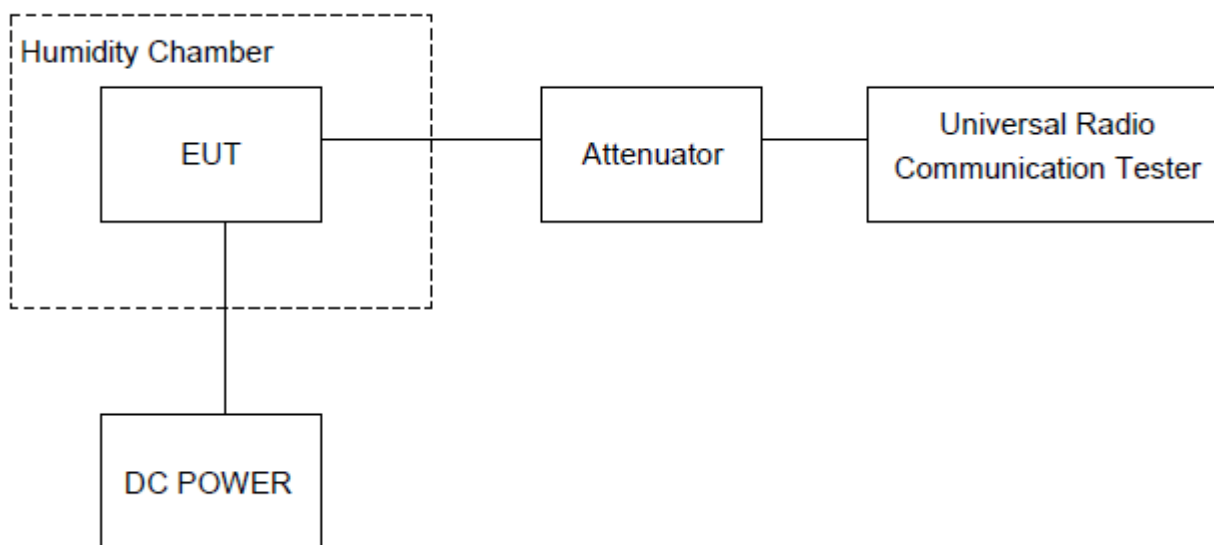 Humidity Chamber
EUT
Attenuator
Universal Radio
Communication Tester
DC POWER